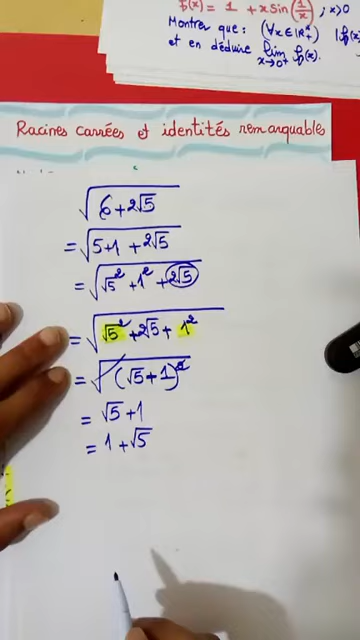 f(x) = 1 + x sin(1/x) ; x>0
Montrer que : (∀x∈ℝ*₊) |f(x)
et en déduire lim f(x).
x→0⁺
Racines carrées et identités remarquables
√(6+2√5)
= √(5+1+2√5)
= √(√5²+1²+2√5)
= √(√5²+2√5+1²)
= √(√5+1)²
= √5+1
= 1+√5